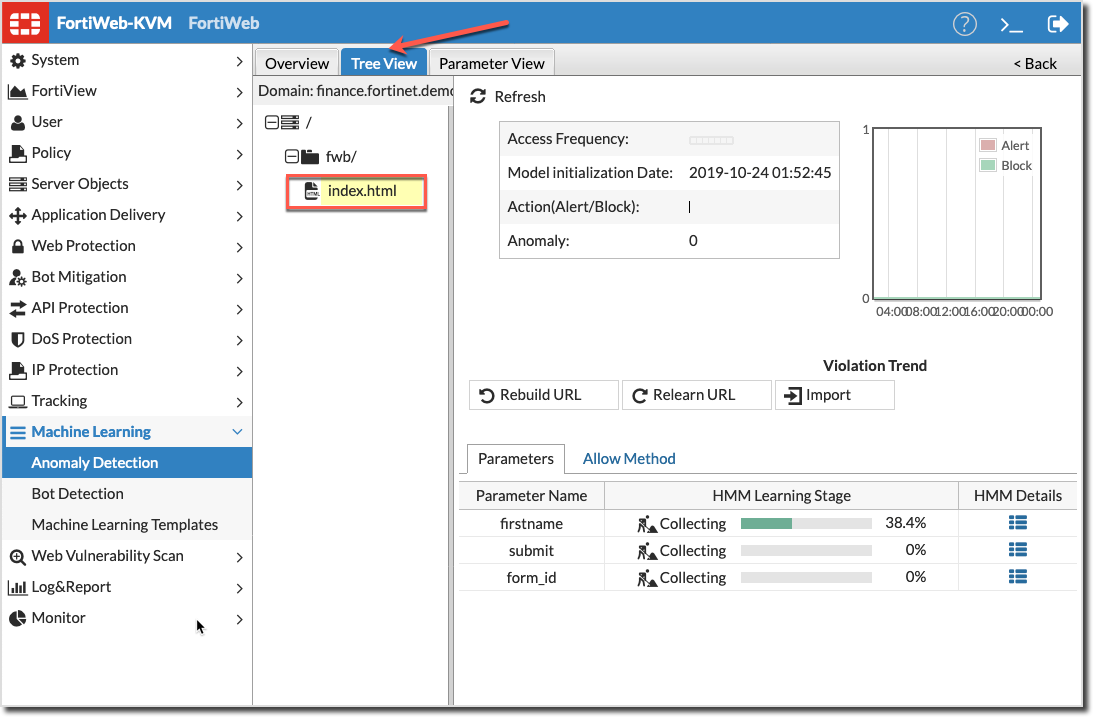 FortiWeb-KVM FortiWeb
System
FortiView
User
Policy
Server Objects
Application Delivery
Web Protection
Bot Mitigation
API Protection
DoS Protection
IP Protection
Tracking
Machine Learning
Anomaly Detection
Bot Detection
Machine Learning Templates
Web Vulnerability Scan
Log&Report
Monitor
Overview Tree View Parameter View < Back
Domain: finance.fortinet.demo
/
fwb/
HTML index.html
Refresh
Access Frequency:
Model initialization Date: 2019-10-24 01:52:45
Action(Alert/Block): |
Anomaly: 0
1
Alert
Block
0
04:00 08:00 12:00 16:00 20:00 00:00
Violation Trend
Rebuild URL Relearn URL Import
Parameters Allow Method
Parameter Name HMM Learning Stage HMM Details
firstname Collecting 38.4%
submit Collecting 0%
form_id Collecting 0%